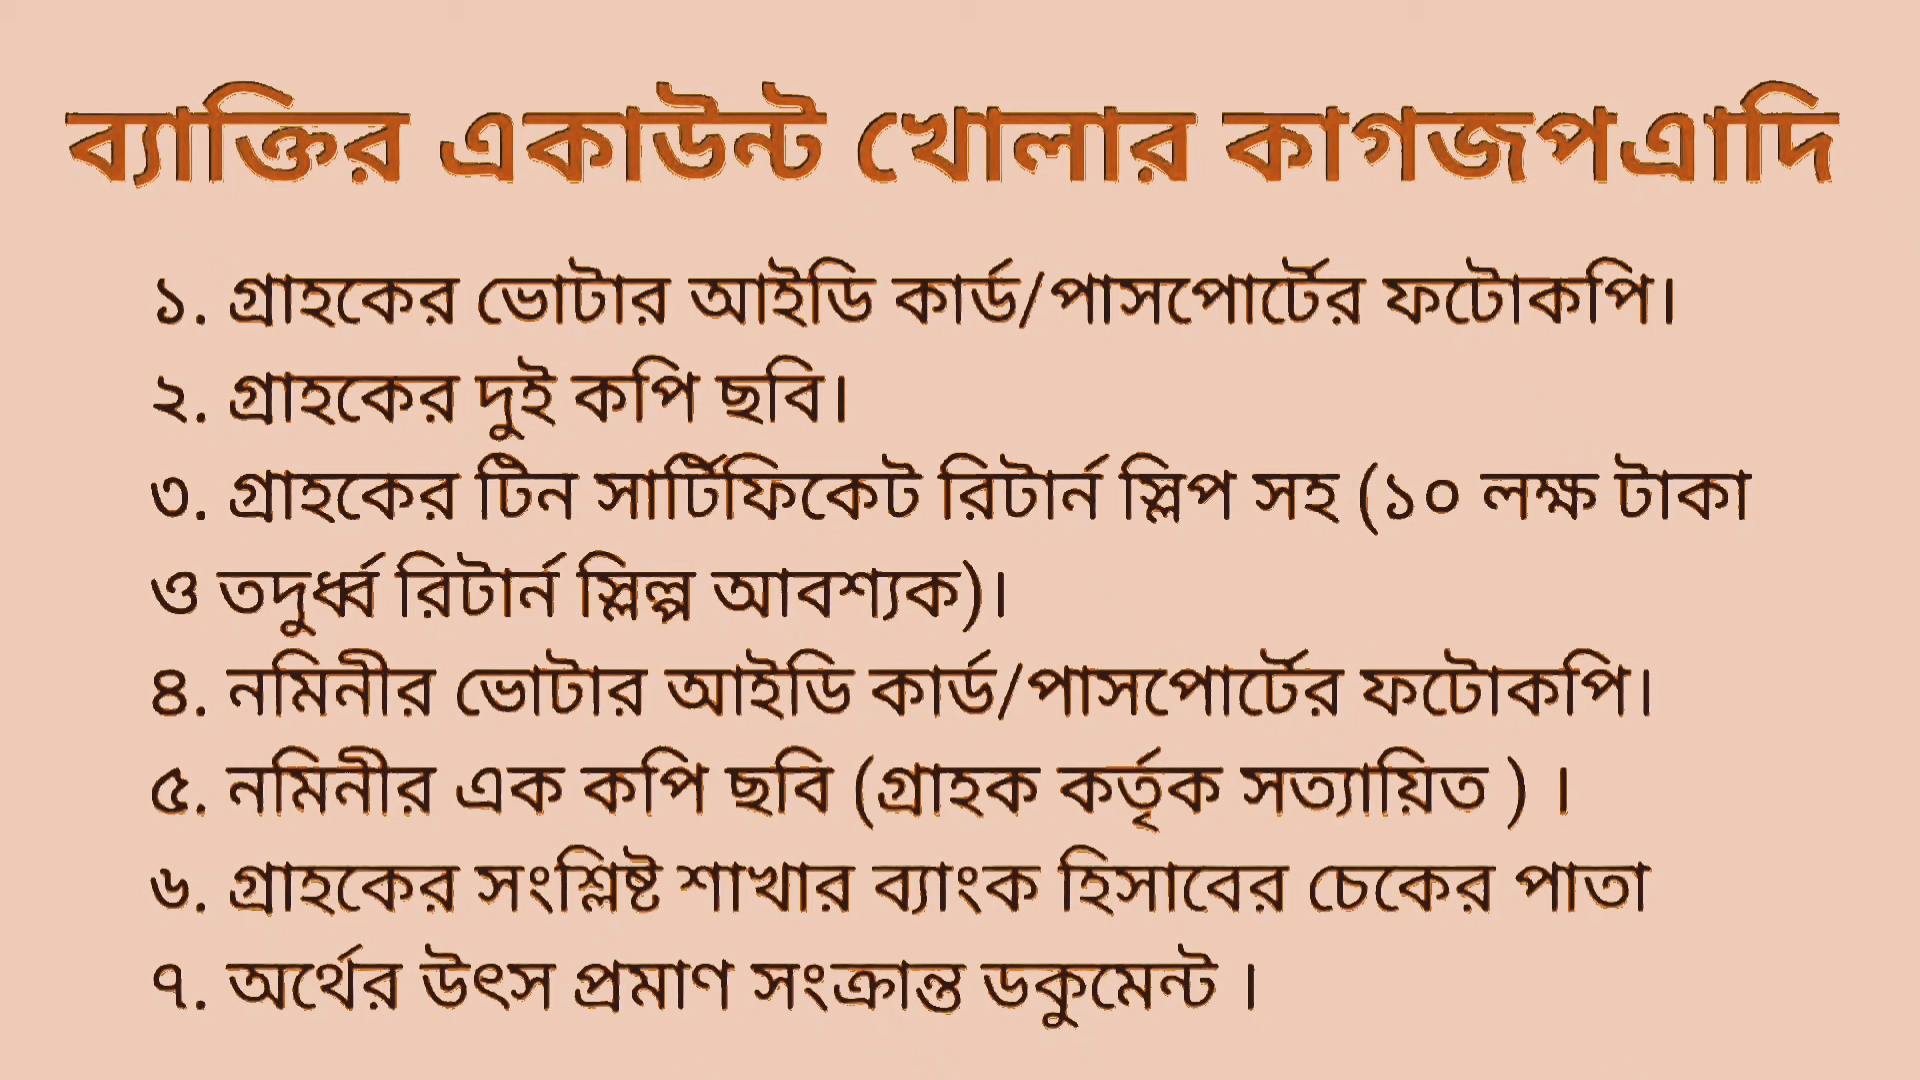 ব্যাক্তির একাউন্ট খোলার কাগজপএাদি
১. গ্রাহকের ভোটার আইডি কার্ড/পাসপোর্টের ফটোকপি।
২. গ্রাহকের দুই কপি ছবি।
৩. গ্রাহকের টিন সার্টিফিকেট রিটার্ন স্লিপ সহ (১০ লক্ষ টাকা
ও তদুর্ধ্ব রিটার্ন স্লিল্প আবশ্যক)।
৪. নমিনীর ভোটার আইডি কার্ড/পাসপোর্টের ফটোকপি।
৫. নমিনীর এক কপি ছবি (গ্রাহক কর্তৃক সত্যায়িত ) ।
৬. গ্রাহকের সংশ্লিষ্ট শাখার ব্যাংক হিসাবের চেকের পাতা
৭. অর্থের উৎস প্রমাণ সংক্রান্ত ডকুমেন্ট ।